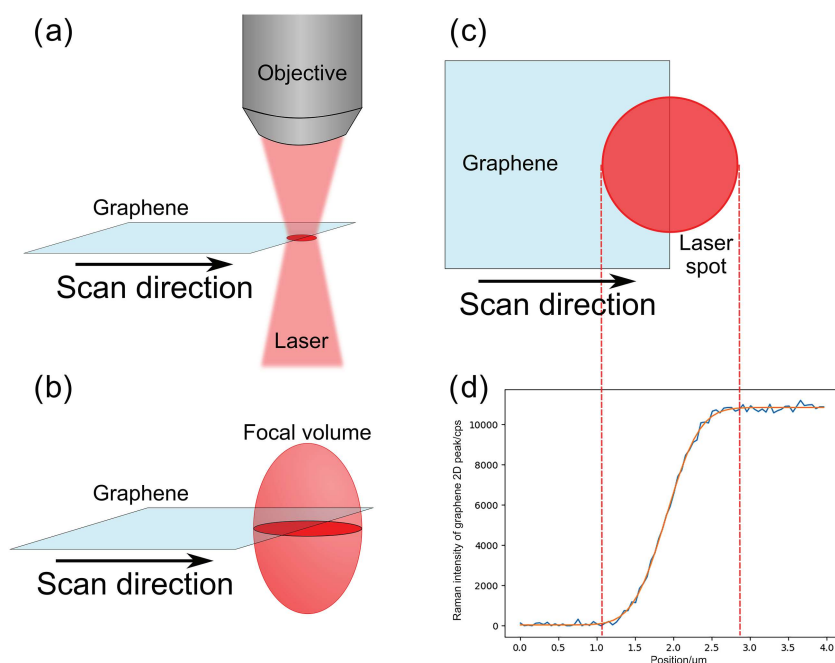 (a)
Objective
Graphene
Scan direction
Laser
(b)
Focal volume
Graphene
Scan direction
(c)
Graphene
Laser
spot
Scan direction
(d)
Raman intensity of graphene 2D peak/cps
10000
8000
6000
4000
2000
0
0.0 0.5 1.0 1.5 2.0 2.5 3.0 3.5 4.0
Position/um